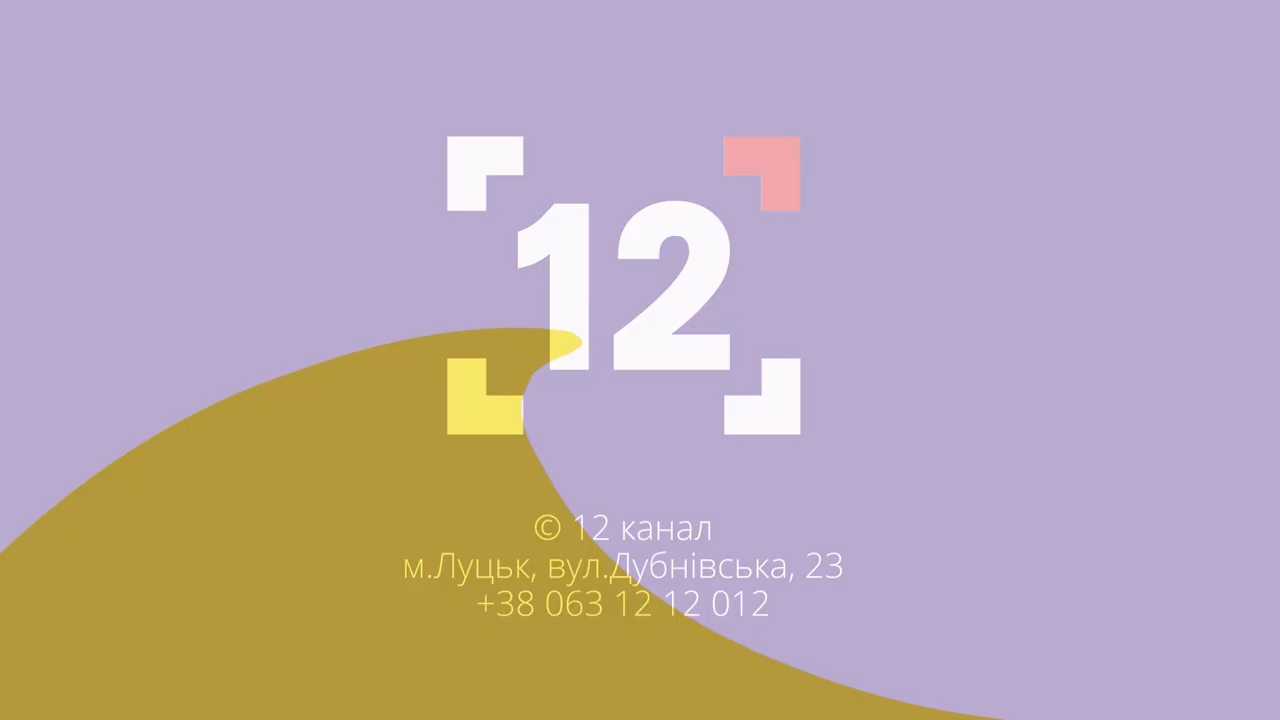 12
© 12 канал
м.Луцьк, вул.Дубнівська, 23
+38 063 12 12 012